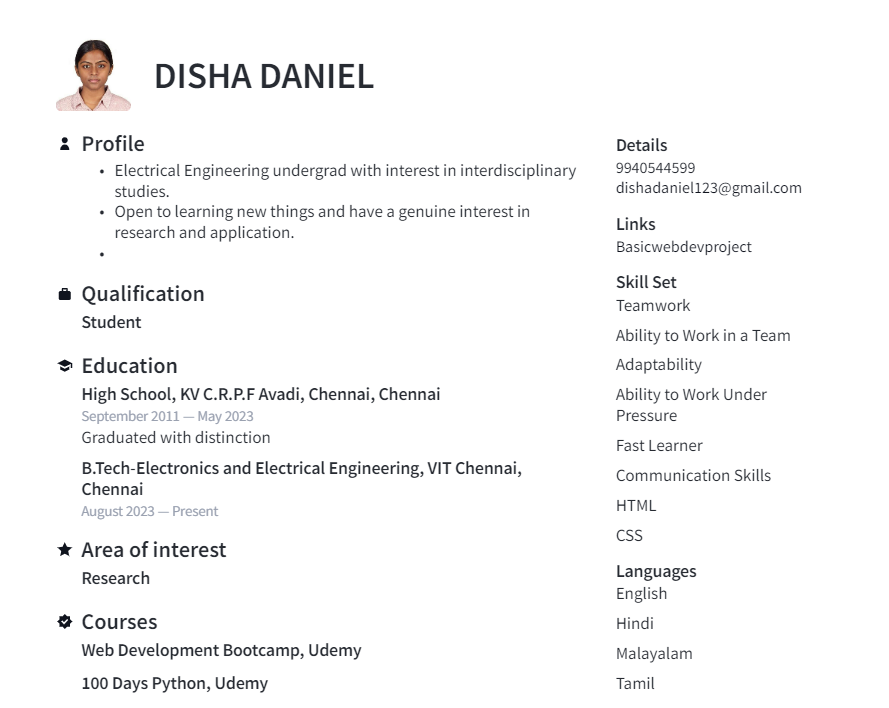 DISHA DANIEL
Profile
• Electrical Engineering undergrad with interest in interdisciplinary
studies.
• Open to learning new things and have a genuine interest in
research and application.
•
Qualification
Student
Education
High School, KV C.R.P.F Avadi, Chennai, Chennai
September 2011 — May 2023
Graduated with distinction
B.Tech-Electronics and Electrical Engineering, VIT Chennai,
Chennai
August 2023 — Present
Area of interest
Research
Courses
Web Development Bootcamp, Udemy
100 Days Python, Udemy
Details
9940544599
dishadaniel123@gmail.com
Links
Basicwebdevproject
Skill Set
Teamwork
Ability to Work in a Team
Adaptability
Ability to Work Under
Pressure
Fast Learner
Communication Skills
HTML
CSS
Languages
English
Hindi
Malayalam
Tamil